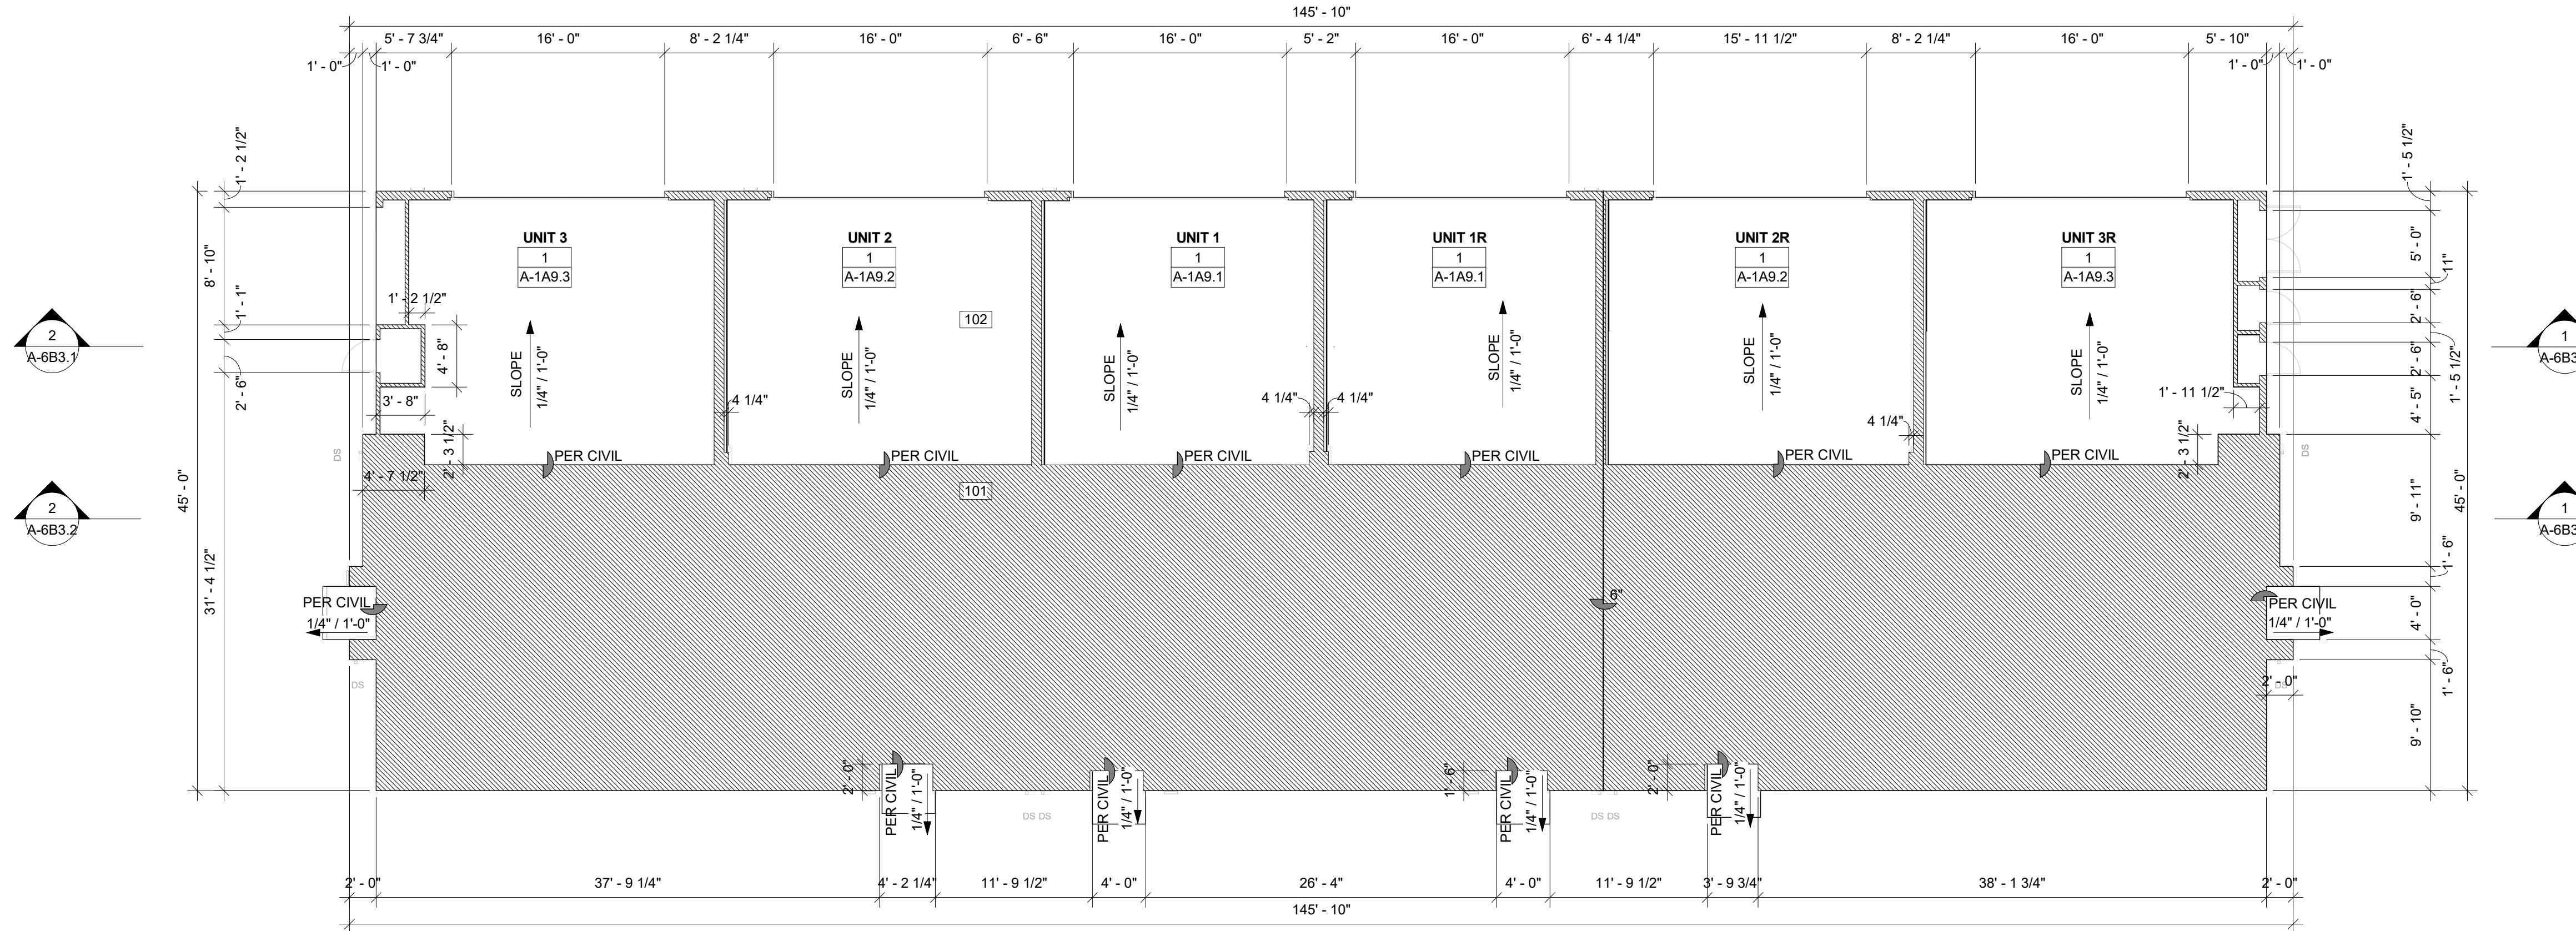 145' - 10"
5' - 7 3/4"
16' - 0"
8' - 2 1/4"
16' - 0"
6' - 6"
16' - 0"
5' - 2"
16' - 0"
6' - 4 1/4"
15' - 11 1/2"
8' - 2 1/4"
16' - 0"
5' - 10"
1' - 0"
1' - 0"
1' - 0"
1' - 0"
1' - 2 1/2"
8' - 10"
1' - 1"
2' - 6"
45' - 0"
31' - 4 1/2"
2
A-6B3.1
2
A-6B3.2
UNIT 3
1
A-1A9.3
UNIT 2
1
A-1A9.2
UNIT 1
1
A-1A9.1
UNIT 1R
1
A-1A9.1
UNIT 2R
1
A-1A9.2
UNIT 3R
1
A-1A9.3
1' - 2 1/2"
4' - 8"
3' - 8"
2' - 3 1/2"
4' - 7 1/2"
DS
SLOPE
1/4" / 1'-0"
SLOPE
1/4" / 1'-0"
SLOPE
1/4" / 1'-0"
SLOPE
1/4" / 1'-0"
SLOPE
1/4" / 1'-0"
SLOPE
1/4" / 1'-0"
102
4 1/4"
4 1/4"
4 1/4"
4 1/4"
1' - 11 1/2"
2' - 3 1/2"
DS
PER CIVIL
PER CIVIL
PER CIVIL
PER CIVIL
PER CIVIL
PER CIVIL
101
1' - 5 1/2"
5' - 0"
11"
2' - 6"
2' - 6"
1' - 5 1/2"
4' - 5"
9' - 11"
45' - 0"
1' - 6"
4' - 0"
1' - 6"
9' - 10"
1
A-6B3
1
A-6B3
PER CIVIL
1/4" / 1'-0"
PER CIVIL
1/4" / 1'-0"
DS
2' - 0"
DS
2' - 0"
PER CIVIL
1/4" / 1'-0"
DS DS
PER CIVIL
1/4" / 1'-0"
1' - 6"
PER CIVIL
1/4" / 1'-0"
DS DS
2' - 0"
PER CIVIL
1/4" / 1'-0"
2' - 0"
37' - 9 1/4"
4' - 2 1/4"
11' - 9 1/2"
4' - 0"
26' - 4"
4' - 0"
11' - 9 1/2"
3' - 9 3/4"
38' - 1 3/4"
2' - 0"
145' - 10"